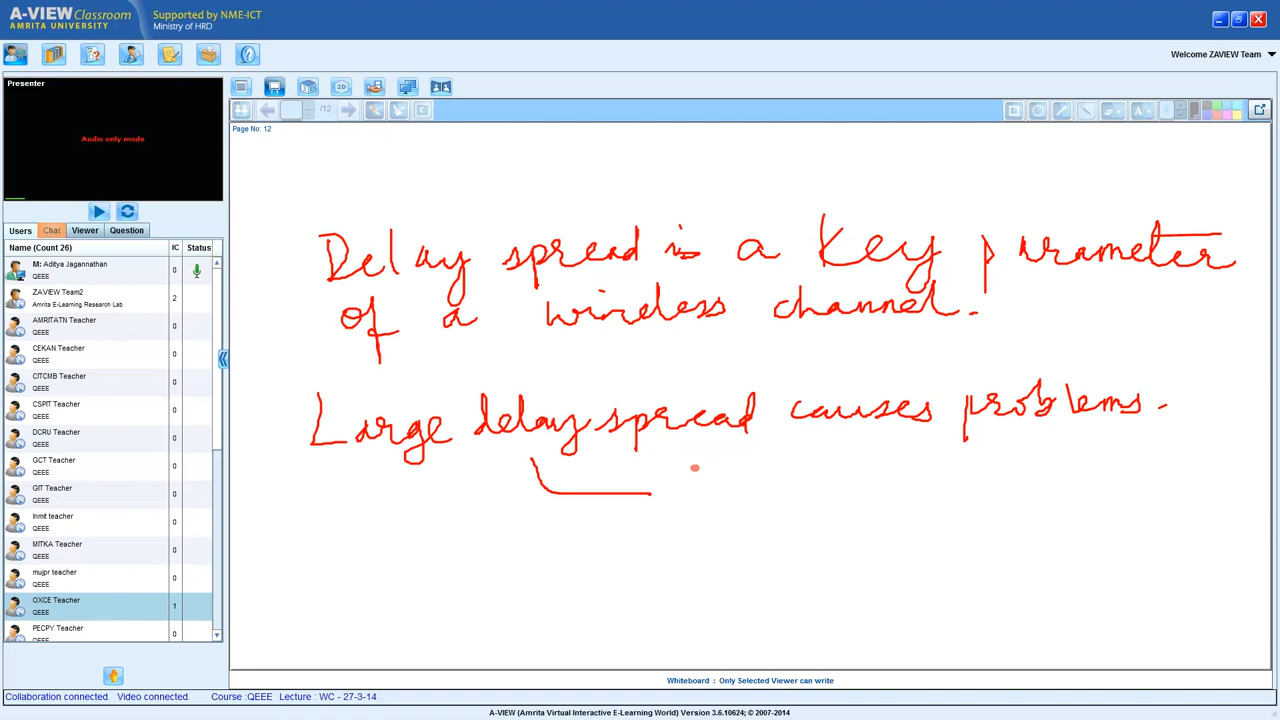 A-VIEW Classroom
AMRITA UNIVERSITY
Supported by NME-ICT
Ministry of HRD
Welcome ZAVIEW Team
Presenter
Audio only mode
/12
2D
A
Page No: 12
Users Chat Viewer Question
Name (Count 26) IC Status
M: Aditya Jagannathan 0
QEEE
ZAVIEW Team2 2
Amrita E-Learning Research Lab
AMRITATN Teacher 0
QEEE
CEKAN Teacher 0
QEEE
CITCMB Teacher 0
QEEE
CSPIT Teacher 0
QEEE
DCRU Teacher 0
QEEE
GCT Teacher 0
QEEE
GIT Teacher 0
QEEE
Inmit teacher 0
QEEE
MITKA Teacher 0
QEEE
mujpr teacher 0
QEEE
OXCE Teacher 1
QEEE
PECPY Teacher 0
QEEE
Delay spread is a key parameter
of a wireless channel.
Large delay spread causes problems.
Whiteboard : Only Selected Viewer can write
Collaboration connected. Video connected. Course :QEEE Lecture : WC - 27-3-14
A-VIEW (Amrita Virtual Interactive E-Learning World) Version 3.6.10624; © 2007-2014